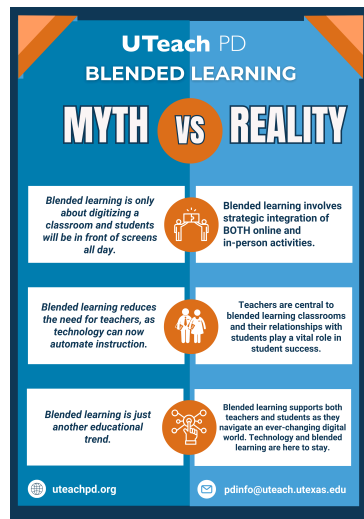 UTeach PD
BLENDED LEARNING
MYTH VS REALITY
Blended learning is only
about digitizing a
classroom and students
will be in front of screens
all day.
Blended learning involves
strategic integration of
BOTH online and
in-person activities.
Blended learning reduces
the need for teachers, as
technology can now
automate instruction.
Teachers are central to
blended learning classrooms
and their relationships with
students play a vital role in
student success.
Blended learning is just
another educational
trend.
Blended learning supports both
teachers and students as they
navigate an ever-changing digital
world. Technology and blended
learning are here to stay.
uteachpd.org
pdinfo@uteach.utexas.edu